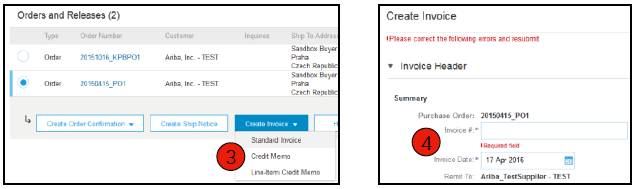 Orders and Releases (2)
Type Order Number Customer Inquiries Ship To Address
Order 20151016_KPBPO1 Ariba, Inc. - TEST Sandbox Buyer
Praha
Czech Republic
Order 20150415_PO1 Ariba, Inc. - TEST Sandbox Buyer
Praha
Czech Republic
Create Order Confirmation Create Ship Notice Create Invoice
3
Standard Invoice
Credit Memo
Line-Item Credit Memo
Create Invoice
!Please correct the following errors and resubmit
Invoice Header
Summary
Purchase Order: 20150415_PO1
4
Invoice #:*
!Required field
Invoice Date:* 17 Apr 2016
Remit To: Ariba_TestSupplier - TEST